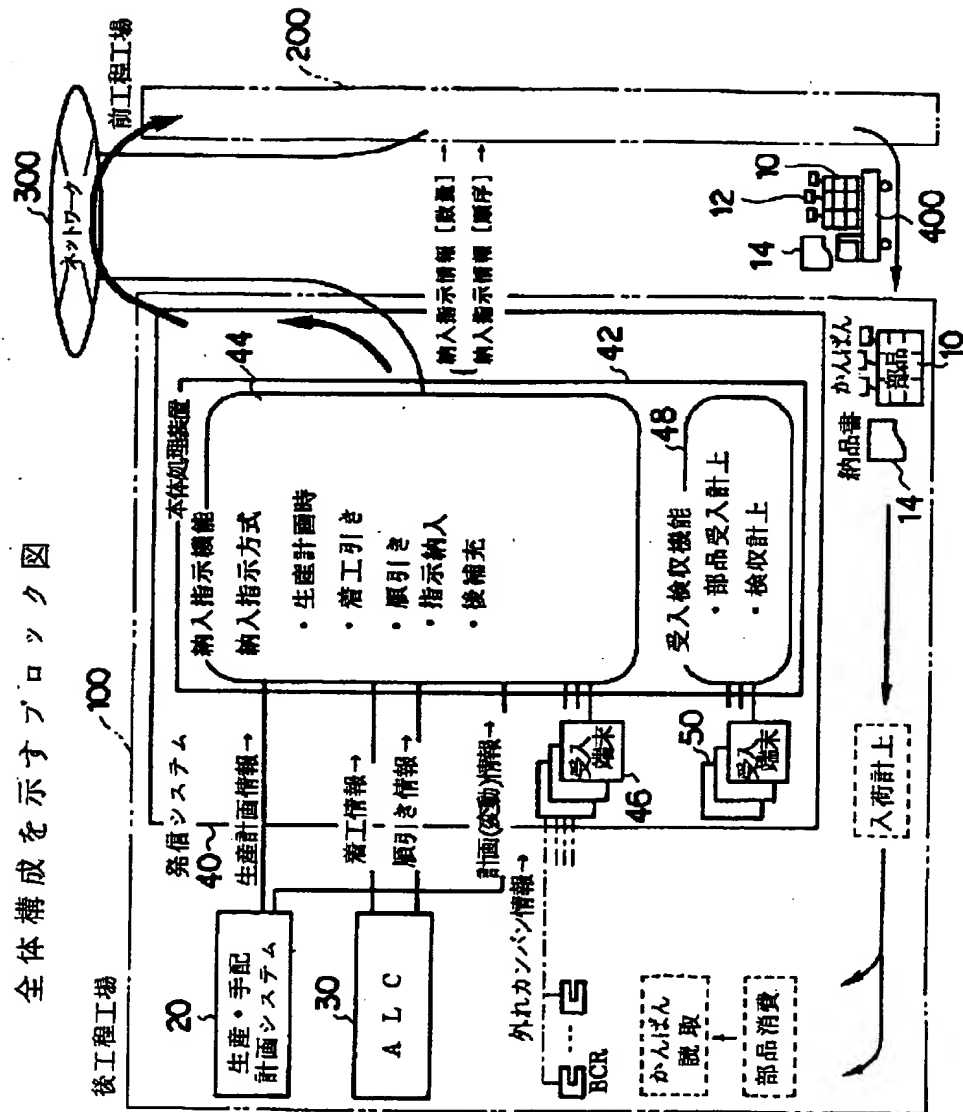 全体構成を示すブロック図
後工程工場
100
20
生産・手配
計画システム
30
ALC
外れカンバン情報→
BCR
かんばん
読取
部品消費
発信システム
40
生産計画情報→
着工情報→
順引き情報→
計画(変動)情報→
受入
端末
46
受入
端末
50
入荷計上
本体処理装置
44
納入指示機能
納入指示方式
・生産計画時
・着工引き
・順引き
・指示納入
・後補充
42
48
受入検収機能
・部品受入計上
・検収計上
納品書
14
かんばん
部品
10
納入指示情報[数量]→
納入指示情報[順序]→
300
ネットワーク
前工程工場
200
14
12
10
400